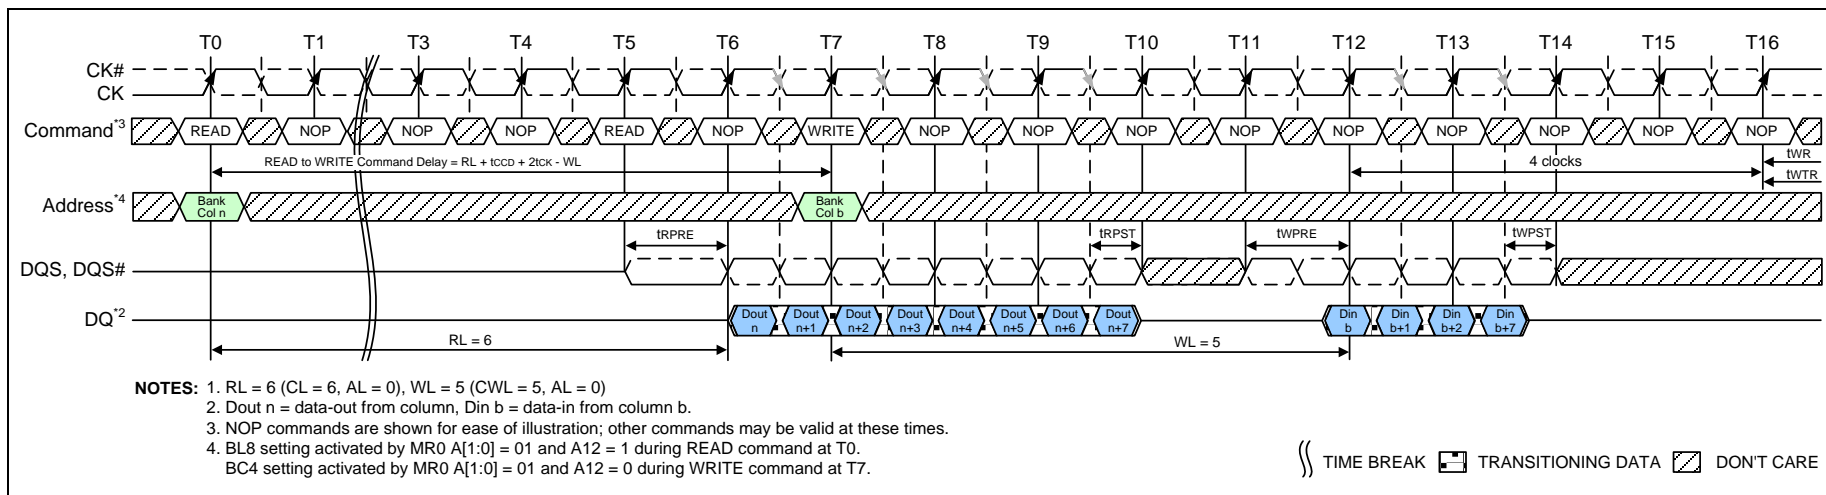 T0 T1 T3 T4 T5 T6 T7 T8 T9 T10 T11 T12 T13 T14 T15 T16
CK#
CK
Command*3 READ NOP NOP NOP READ NOP WRITE NOP NOP NOP NOP NOP NOP NOP NOP NOP
READ to WRITE Command Delay = RL + tCCD + 2tCK - WL
4 clocks
tWR
tWTR
Address*4 Bank Col n Bank Col b
tRPRE tRPST tWPRE tWPST
DQS, DQS#
DQ*2 Dout n Dout n+1 Dout n+2 Dout n+3 Dout n+4 Dout n+5 Dout n+6 Dout n+7 Din b Din b+1 Din b+2 Din b+7
RL = 6 WL = 5
NOTES: 1. RL = 6 (CL = 6, AL = 0), WL = 5 (CWL = 5, AL = 0)
2. Dout n = data-out from column, Din b = data-in from column b.
3. NOP commands are shown for ease of illustration; other commands may be valid at these times.
4. BL8 setting activated by MR0 A[1:0] = 01 and A12 = 1 during READ command at T0.
BC4 setting activated by MR0 A[1:0] = 01 and A12 = 0 during WRITE command at T7.
TIME BREAK TRANSITIONING DATA DON'T CARE